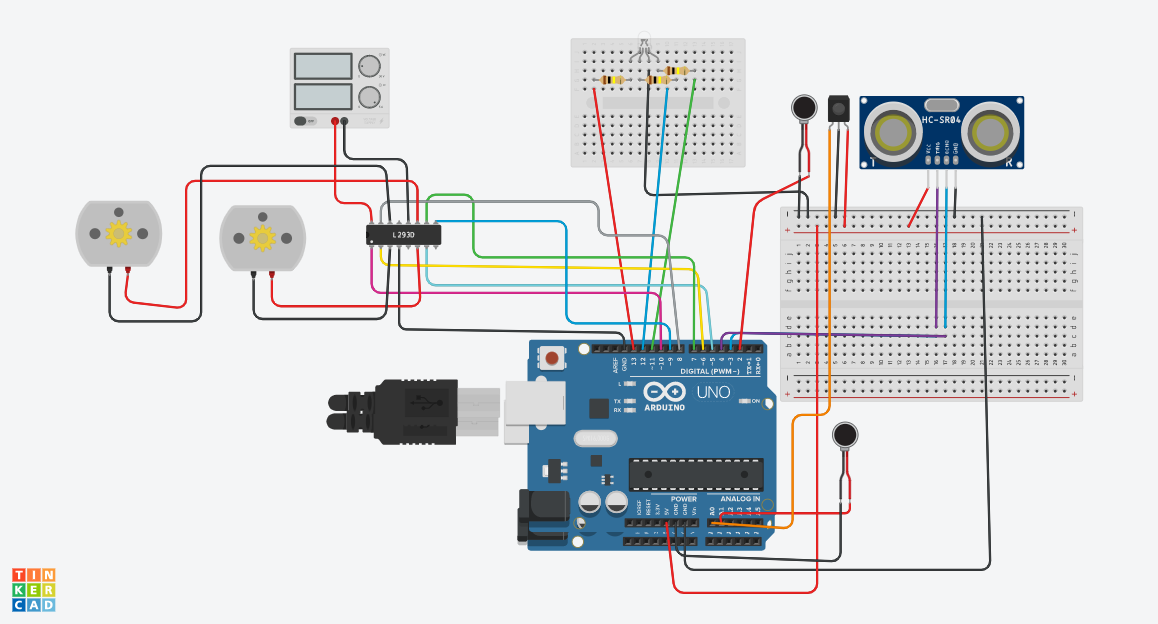 HC-SR04
VCC
TRIG
ECHO
GND
T
R
L293D
AREF
GND
13
12
~11
~10
~9
8
7
~6
~5
4
~3
2
TX→1
RX←0
DIGITAL (PWM~)
L
TX
RX
ARDUINO
UNO
ON
POWER
ANALOG IN
IOREF
RESET
3.3V
5V
GND
GND
Vin
A0
A1
A2
A3
A4
A5
TIN
KER
CAD